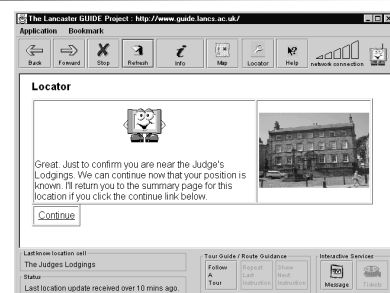 The Lancaster GUIDE Project : http://www.guide.lancs.ac.uk/
Application Bookmark
Back Forward Stop Refresh Info Map Locator Help network connection
Locator
Great. Just to confirm you are near the Judge's
Lodgings. We can continue now that your position is
known. I'll return you to the summary page for this
location if you click the continue link below.
Continue
Last know location cell
The Judges Lodgings
Status
Last location update received over 10 mins ago.
Tour Guide / Route Guidance
Follow A Tour
Repeat Last Instruction
Show Next Instruction
Interactive Services
Message Tickets